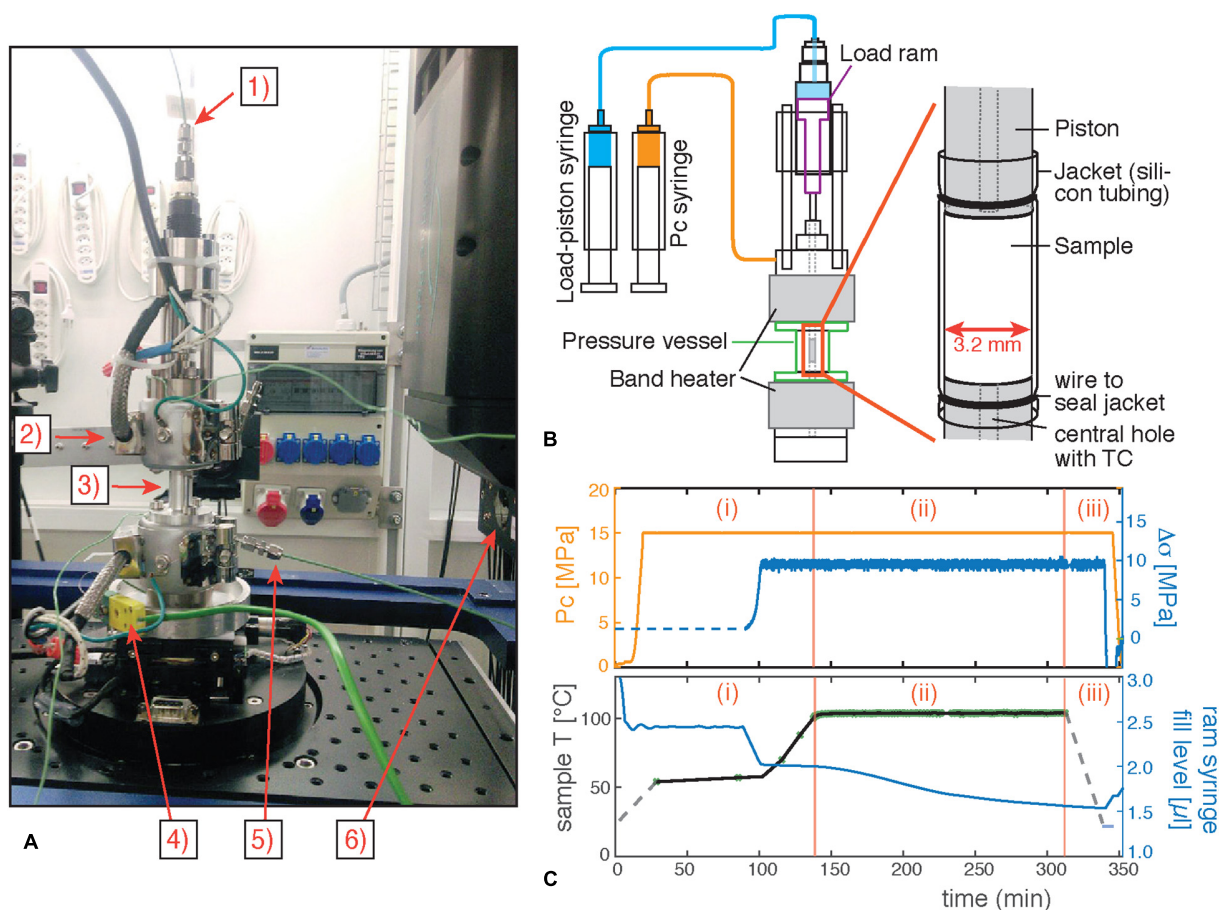 1)
2)
3)
4)
5)
6)
A
Load-piston syringe
Pc syringe
Load ram
Pressure vessel
Band heater
Piston
Jacket (sili-
con tubing)
Sample
3.2 mm
wire to
seal jacket
central hole
with TC
B
Pc [MPa]
20
15
10
5
0
(i)
(ii)
(iii)
15
10
5
0
Δσ [MPa]
sample T [°C]
100
50
0
(i)
(ii)
(iii)
3.0
2.5
2.0
1.5
1.0
ram syringe
fill level [µl]
0
50
100
150
200
250
300
350
time (min)
C